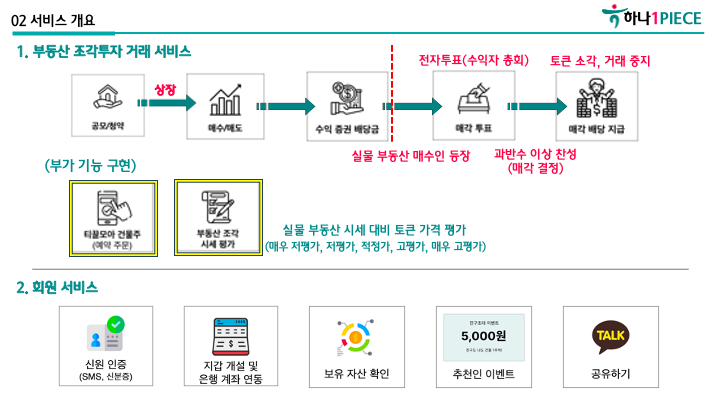 02 서비스 개요
하나1PIECE
1. 부동산 조각투자 거래 서비스
전자투표(수익자 총회)
토큰 소각, 거래 중지
상장
공모/청약
매수/매도
수익 증권 배당금
매각 투표
매각 배당 지급
실물 부동산 매수인 등장
과반수 이상 찬성
(매각 결정)
(부가 기능 구현)
티끌모아 건물주
(예약 주문)
부동산 조각
시세 평가
실물 부동산 시세 대비 토큰 가격 평가
(매우 저평가, 저평가, 적정가, 고평가, 매우 고평가)
2. 회원 서비스
신원 인증
(SMS, 신분증)
지갑 개설 및
은행 계좌 연동
보유 자산 확인
친구초대 이벤트
5,000원
추천인 이벤트
TALK
공유하기